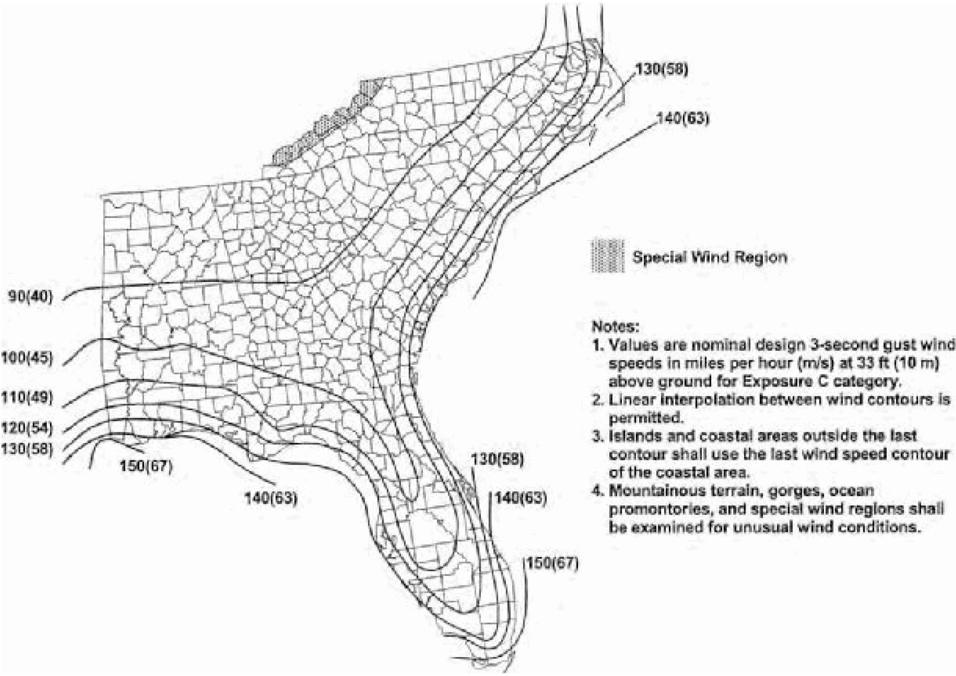 130(58)
140(63)
Special Wind Region
90(40)
100(45)
110(49)
120(54)
130(58)
150(67)
140(63)
130(58)
140(63)
150(67)
Notes:
1. Values are nominal design 3-second gust wind
speeds in miles per hour (m/s) at 33 ft (10 m)
above ground for Exposure C category.
2. Linear interpolation between wind contours is
permitted.
3. Islands and coastal areas outside the last
contour shall use the last wind speed contour
of the coastal area.
4. Mountainous terrain, gorges, ocean
promontories, and special wind regions shall
be examined for unusual wind conditions.